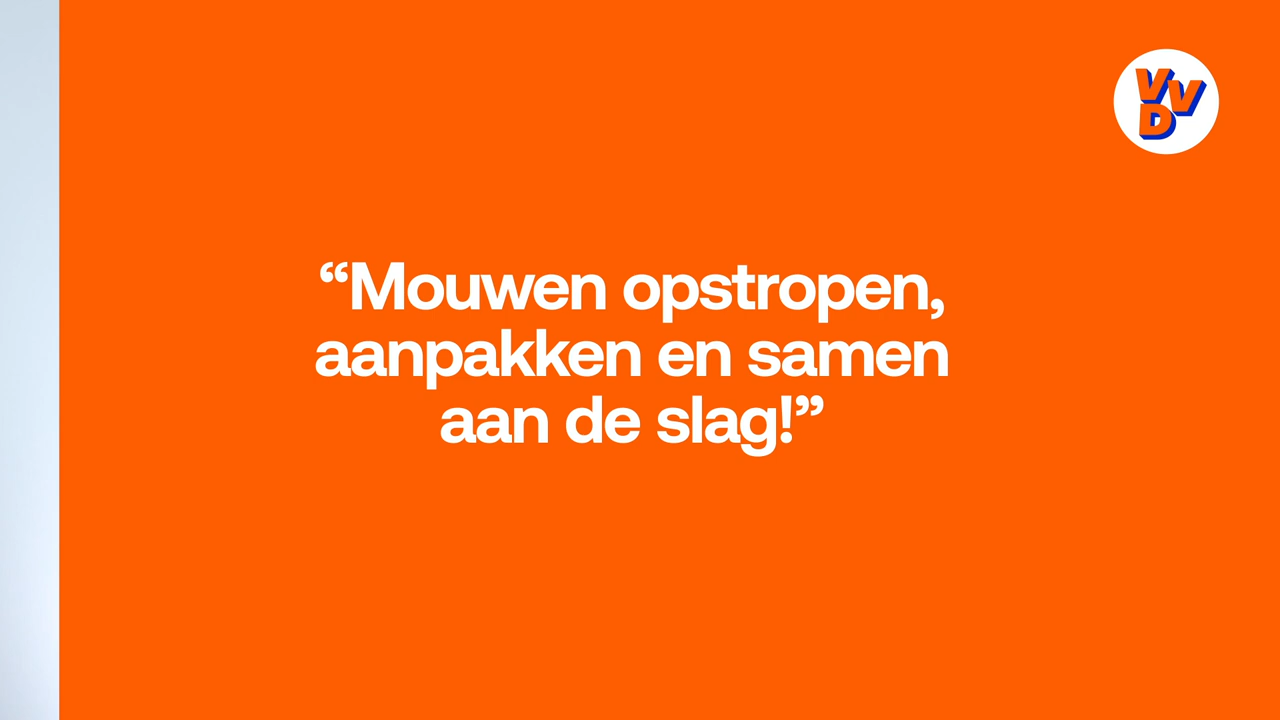 VVD
“Mouwen opstropen,
aanpakken en samen
aan de slag!”